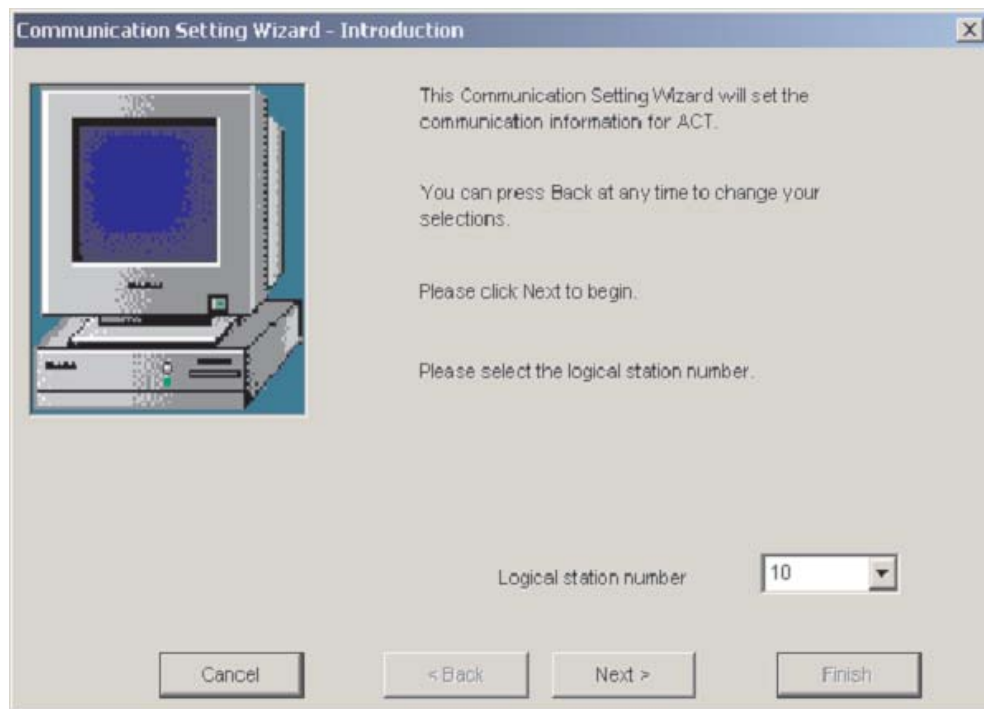 Communication Setting Wizard - Introduction
This Communication Setting Wizard will set the
communication information for ACT.
You can press Back at any time to change your
selections.
Please click Next to begin.
Please select the logical station number.
Logical station number 10
Cancel < Back Next > Finish